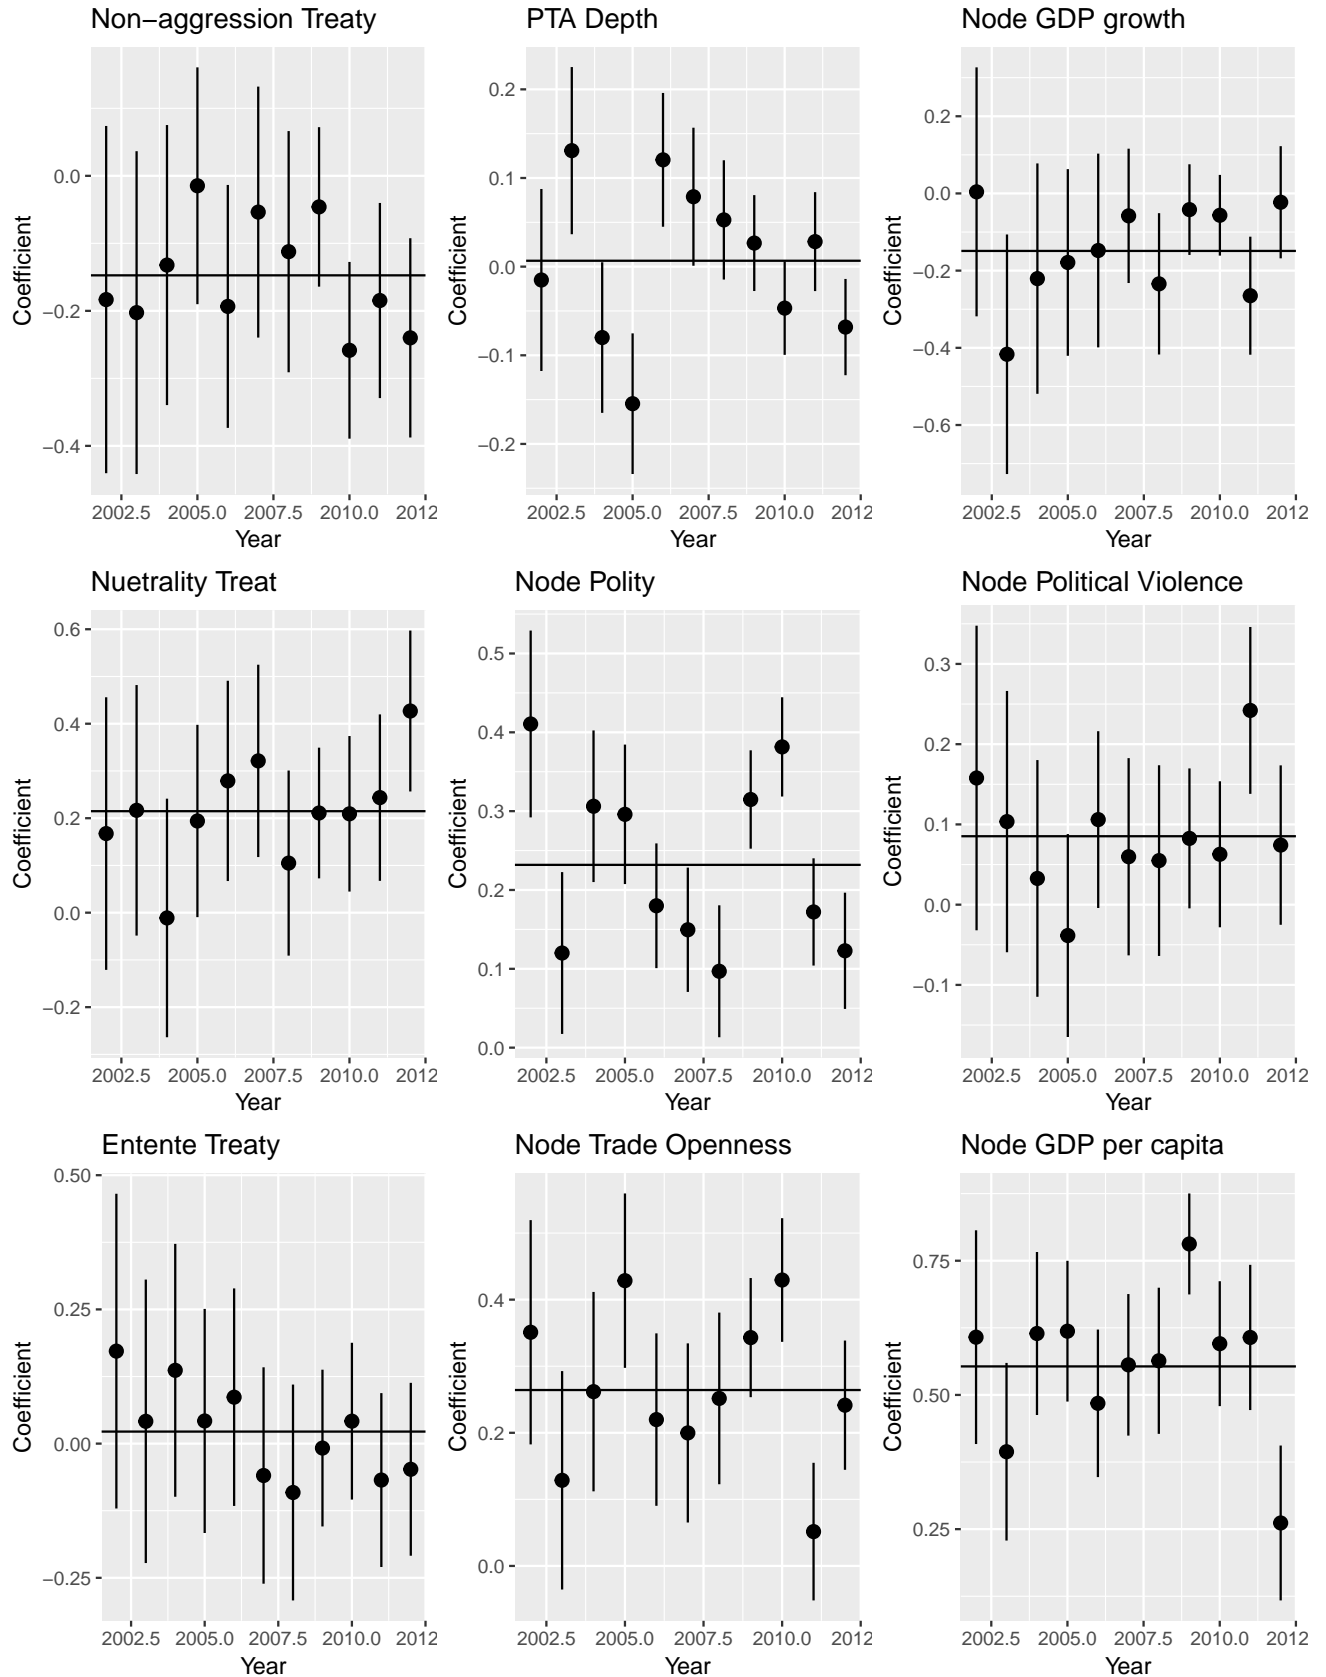 Non−aggression Treaty
Coefficient
0.0
−0.2
−0.4
2002.5 2005.0 2007.5 2010.0 2012
Year
PTA Depth
Coefficient
0.2
0.1
0.0
−0.1
−0.2
2002.5 2005.0 2007.5 2010.0 2012
Year
Node GDP growth
Coefficient
0.2
0.0
−0.2
−0.4
−0.6
2002.5 2005.0 2007.5 2010.0 2012
Year
Nuetrality Treat
Coefficient
0.6
0.4
0.2
0.0
−0.2
2002.5 2005.0 2007.5 2010.0 2012
Year
Node Polity
Coefficient
0.5
0.4
0.3
0.2
0.1
0.0
2002.5 2005.0 2007.5 2010.0 2012
Year
Node Political Violence
Coefficient
0.3
0.2
0.1
0.0
−0.1
2002.5 2005.0 2007.5 2010.0 2012
Year
Entente Treaty
Coefficient
0.50
0.25
0.00
−0.25
2002.5 2005.0 2007.5 2010.0 2012
Year
Node Trade Openness
Coefficient
0.4
0.2
0.0
2002.5 2005.0 2007.5 2010.0 2012
Year
Node GDP per capita
Coefficient
0.75
0.50
0.25
2002.5 2005.0 2007.5 2010.0 2012
Year